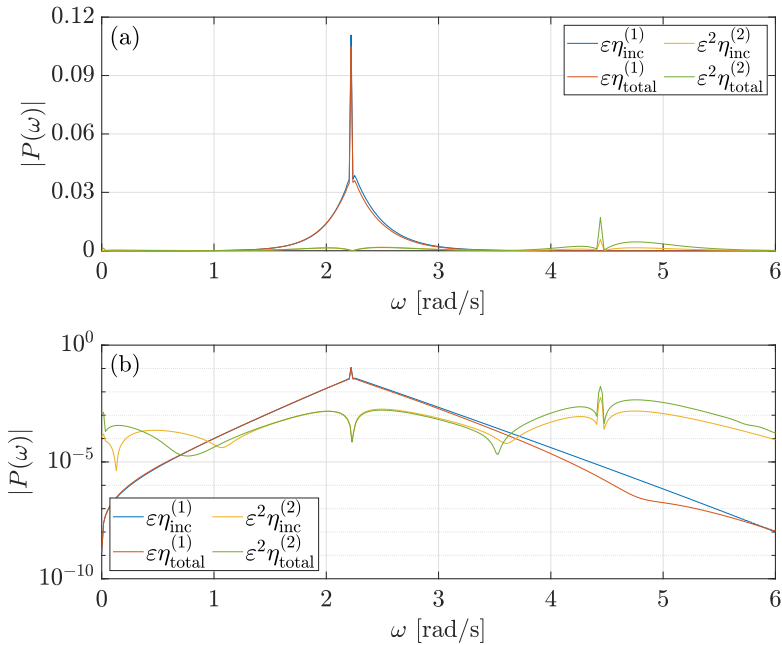 0.12
(a)
εη_inc^(1) ε²η_inc^(2)
εη_total^(1) ε²η_total^(2)
0.09
0.06
0.03
0
|P(ω)|
0 1 2 3 4 5 6
ω [rad/s]
10^0
(b)
10^-5
10^-10
|P(ω)|
εη_inc^(1) ε²η_inc^(2)
εη_total^(1) ε²η_total^(2)
0 1 2 3 4 5 6
ω [rad/s]